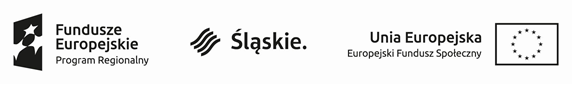 Fundusze
Europejskie
Program Regionalny
Śląskie.
Unia Europejska
Europejski Fundusz Społeczny